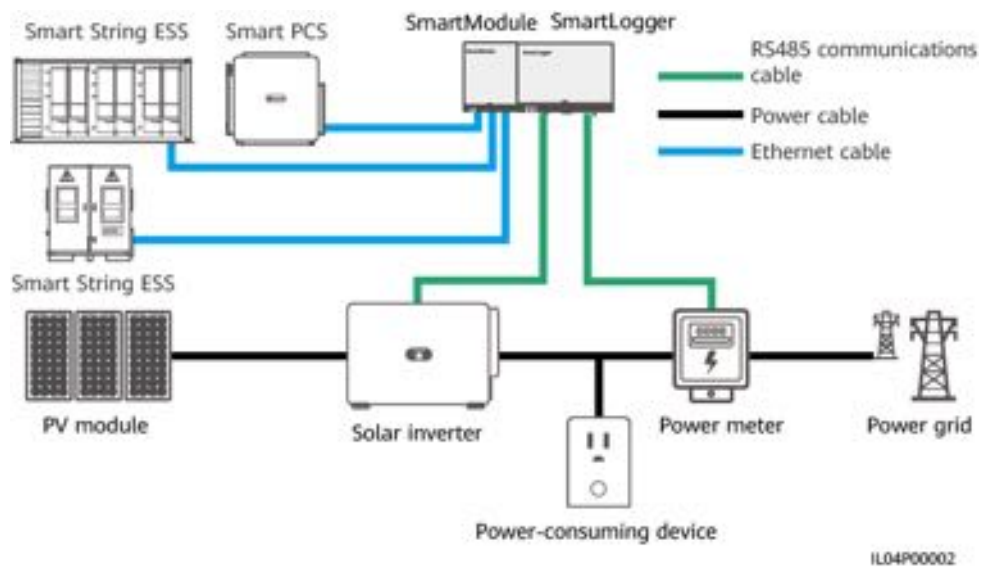 Smart String ESS
Smart PCS
SmartModule
SmartLogger
RS485 communications
cable
Power cable
Ethernet cable
Smart String ESS
PV module
Solar inverter
Power meter
Power grid
Power-consuming device
IL04P00002